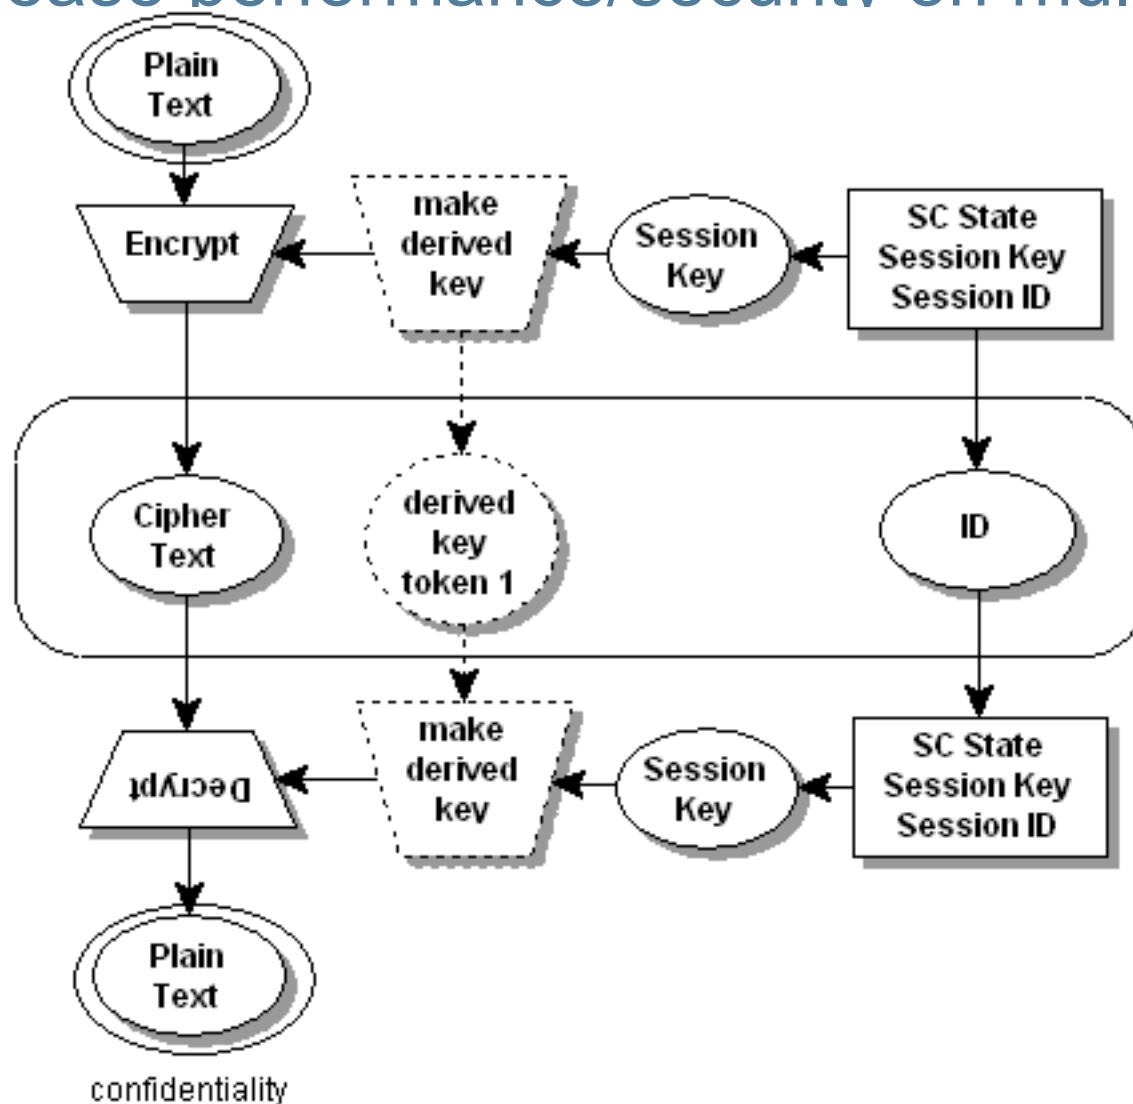 Plain
Text
Encrypt
make
derived
key
Session
Key
SC State
Session Key
Session ID
Cipher
Text
derived
key
token 1
ID
Decrypt
make
derived
key
Session
Key
SC State
Session Key
Session ID
Plain
Text
confidentiality